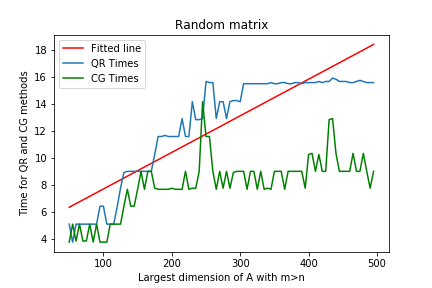 Random matrix
Fitted line
QR Times
CG Times
Time for QR and CG methods
18
16
14
12
10
8
6
4
100
200
300
400
500
Largest dimension of A with m>n